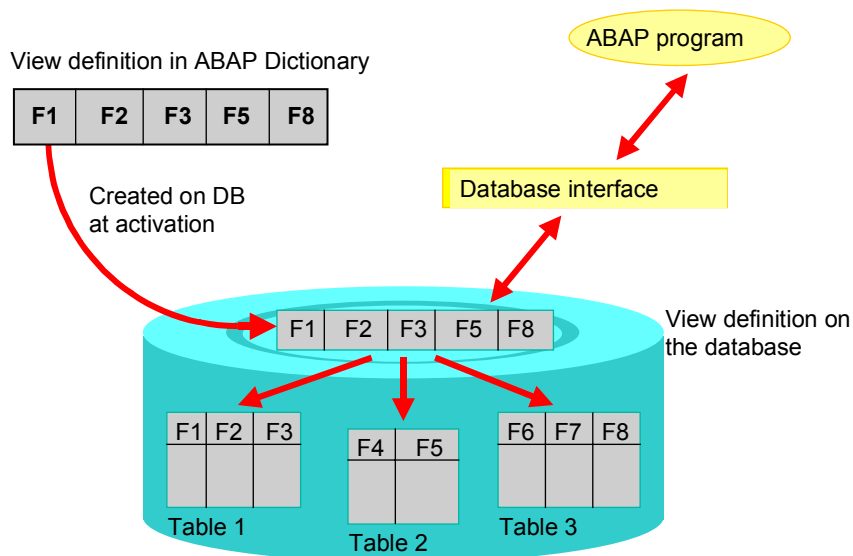 ABAP program
View definition in ABAP Dictionary
F1 F2 F3 F5 F8
Database interface
Created on DB
at activation
F1 F2 F3 F5 F8
View definition on
the database
F1 F2 F3
F4 F5
F6 F7 F8
Table 1
Table 2
Table 3